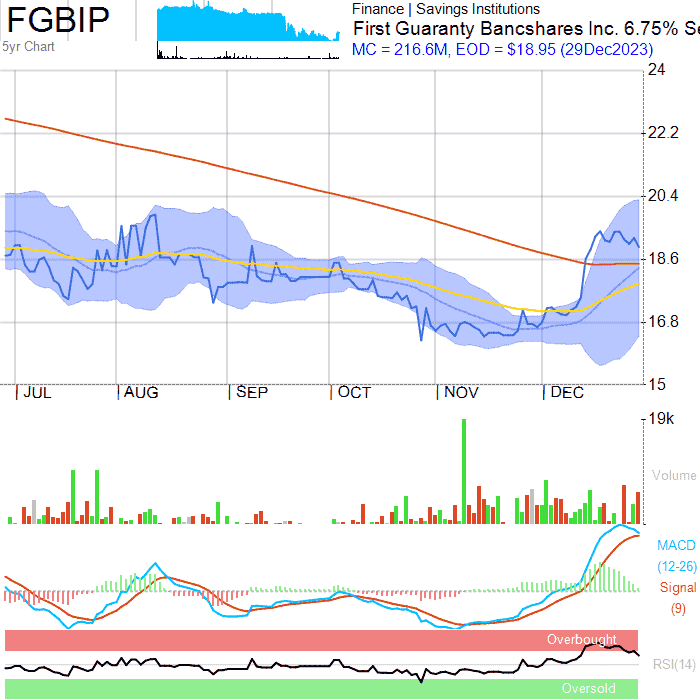 FGBIP
5yr Chart
Finance | Savings Institutions
First Guaranty Bancshares Inc. 6.75% Se
MC = 216.6M, EOD = $18.95 (29Dec2023)
24
22.2
20.4
18.6
16.8
15
JUL AUG SEP OCT NOV DEC
19k
Volume
MACD
(12-26)
Signal
(9)
Overbought
RSI(14)
Oversold